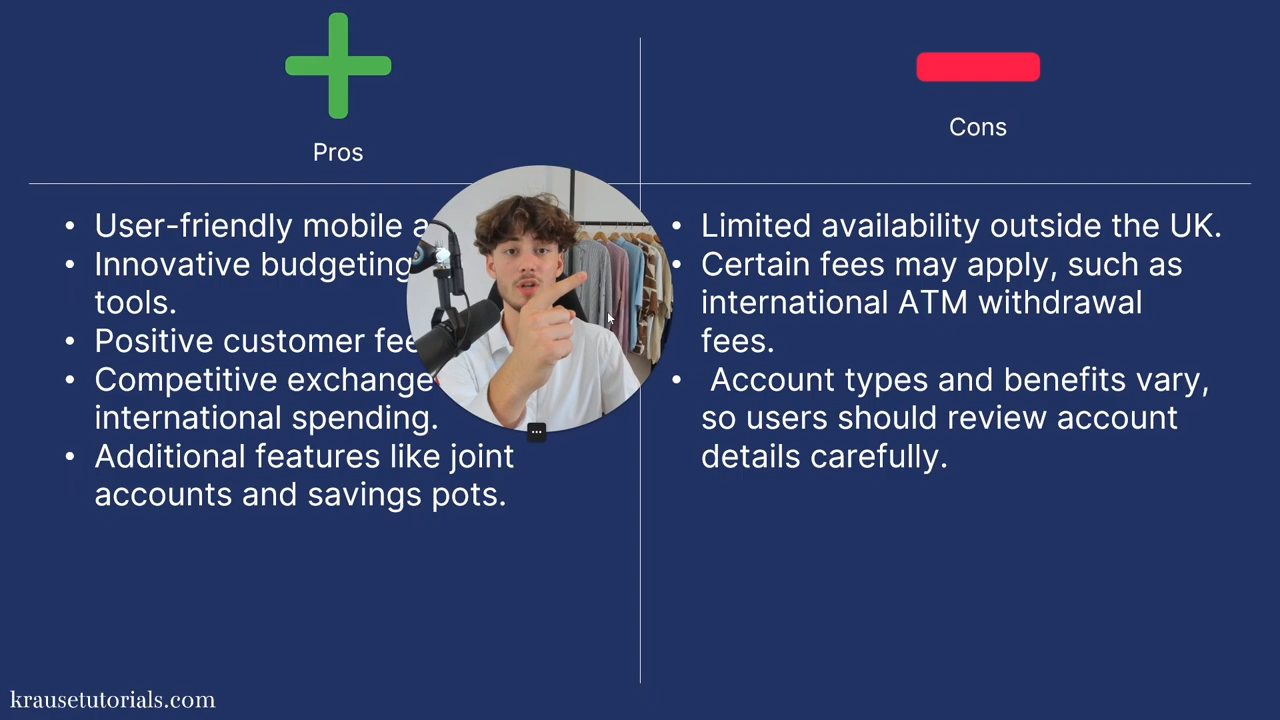 Pros
Cons
• User-friendly mobile
• Innovative budgeting
tools.
• Positive customer
• Competitive exchange
international spending.
• Additional features like joint
accounts and savings pots.
• Limited availability outside the UK.
• Certain fees may apply, such as
international ATM withdrawal
fees.
• Account types and benefits vary,
so users should review account
details carefully.
krausetutorials.com